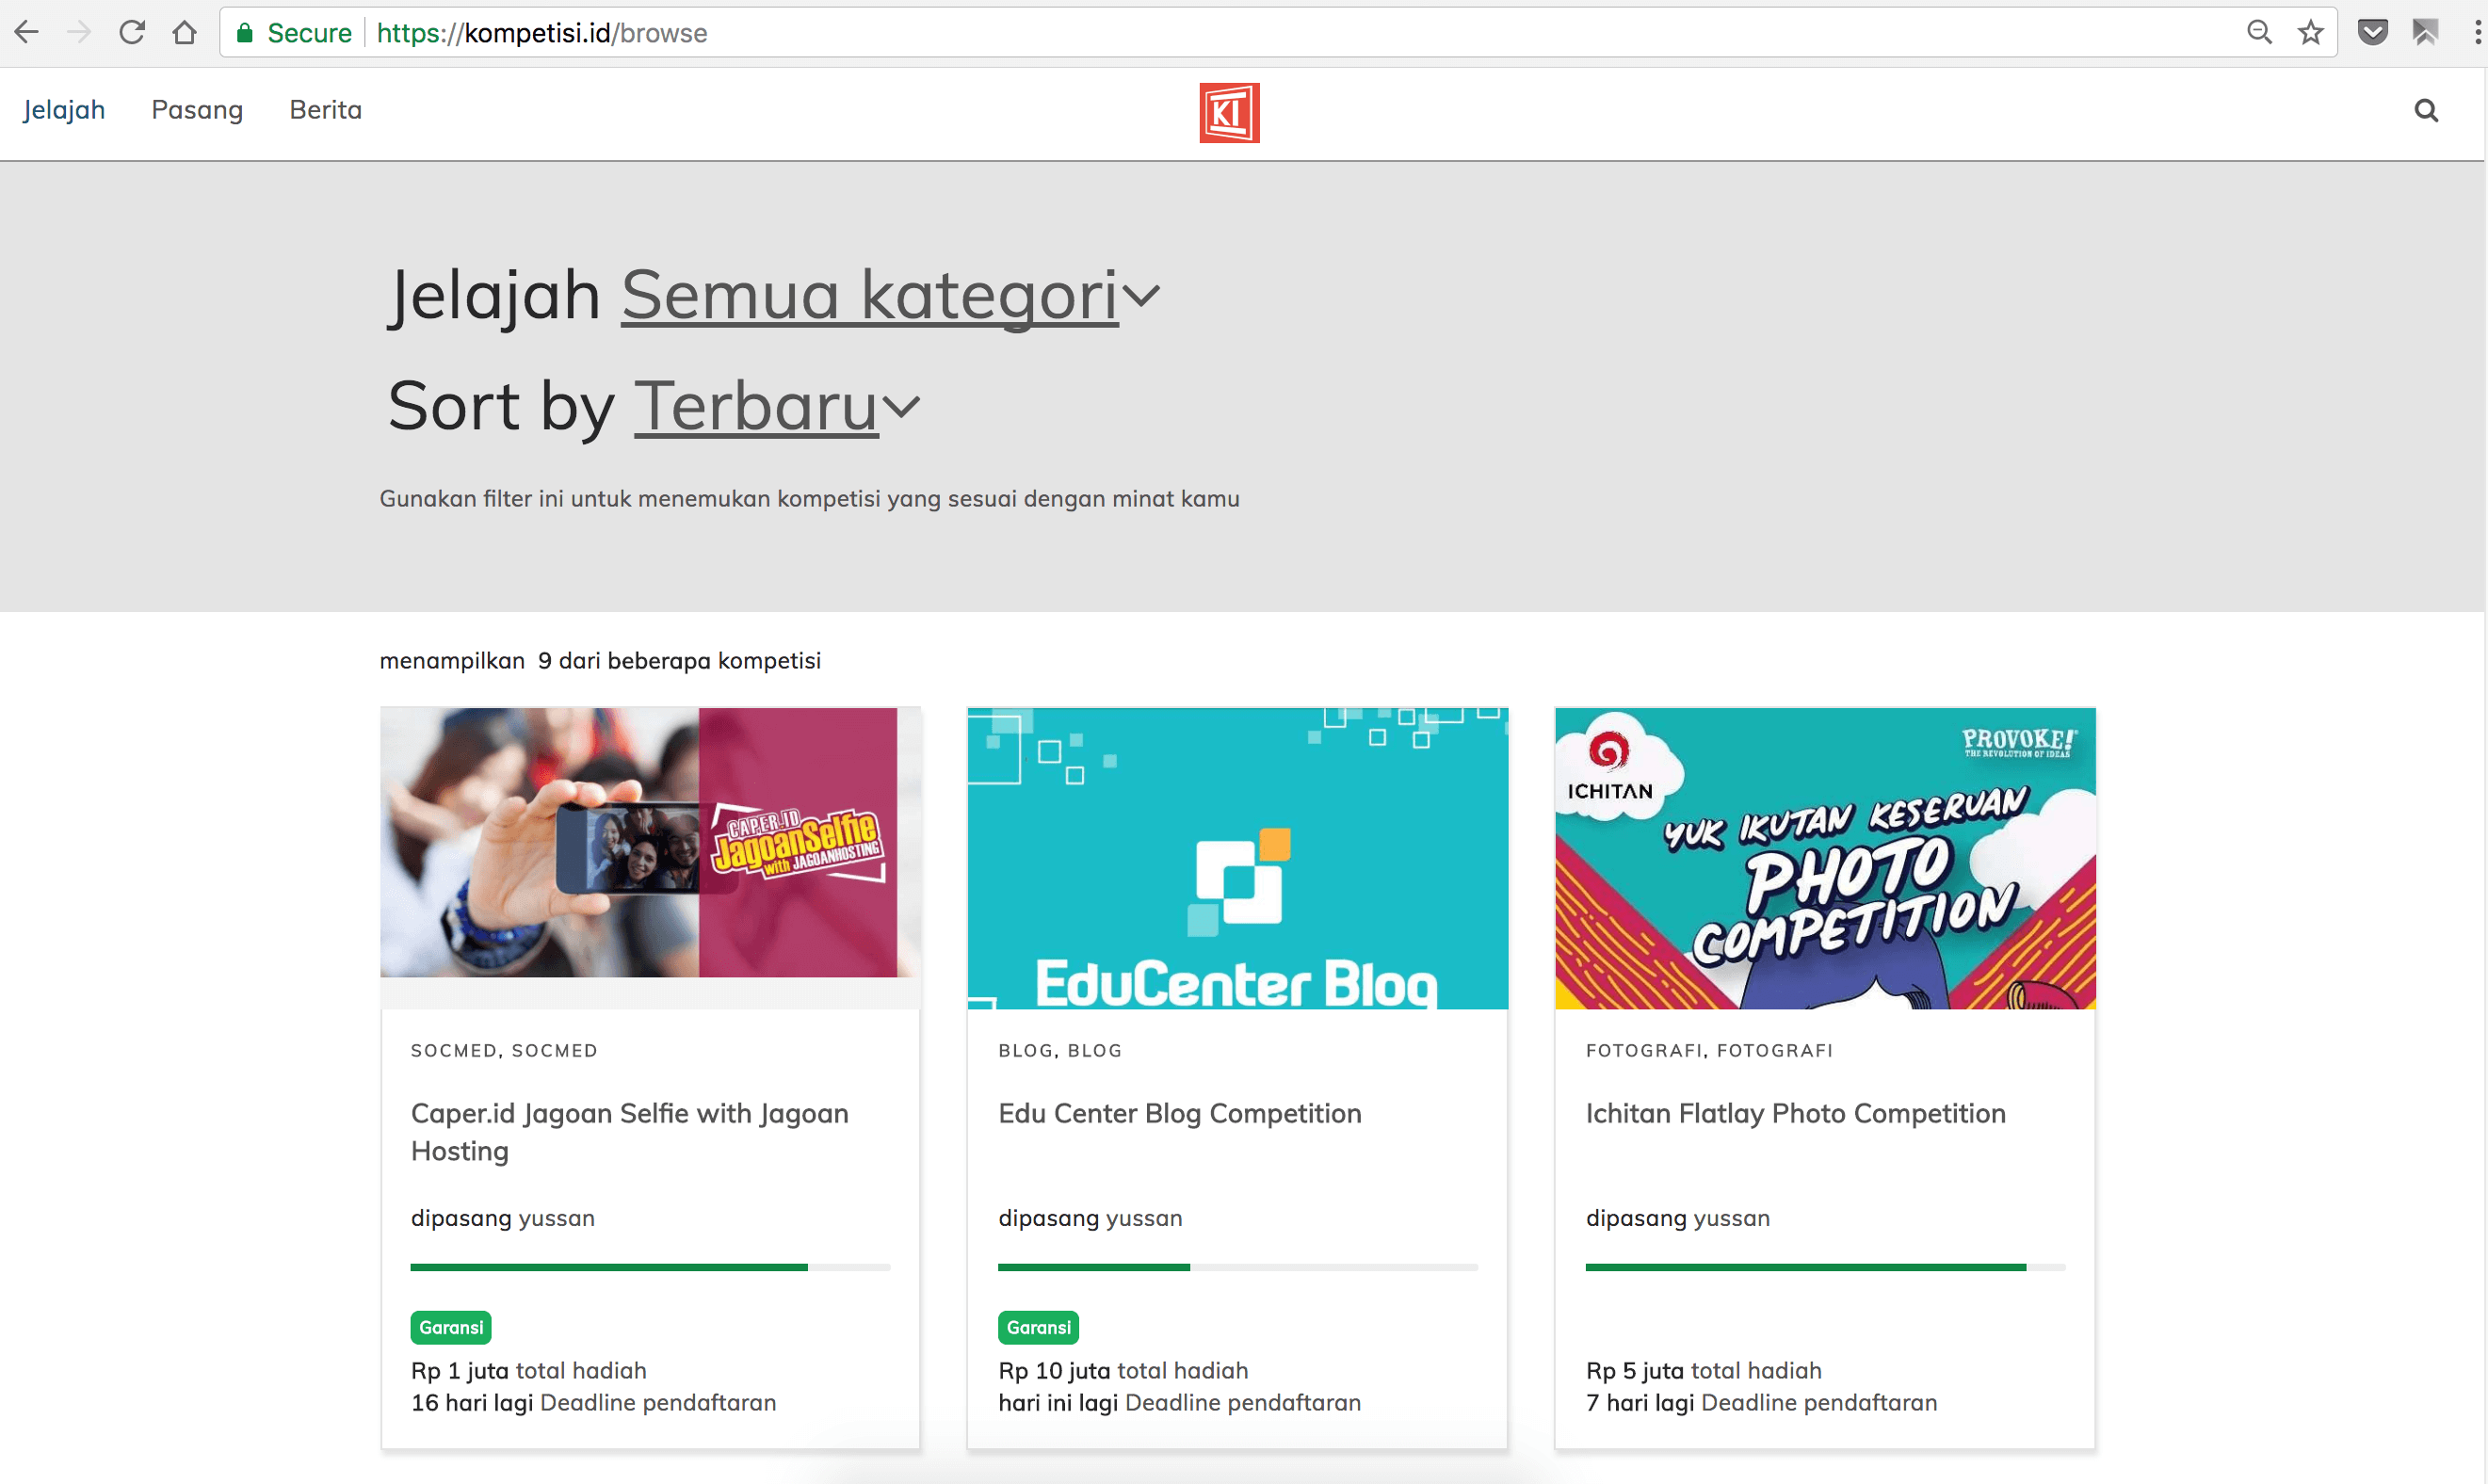 Secure https://kompetisi.id/browse
Jelajah Pasang Berita
KI
Jelajah Semua kategori
Sort by Terbaru
Gunakan filter ini untuk menemukan kompetisi yang sesuai dengan minat kamu
menampilkan 9 dari beberapa kompetisi
CAPER.ID
JagoanSelfie
with JAGOANHOSTING
SOCMED, SOCMED
Caper.id Jagoan Selfie with Jagoan
Hosting
dipasang yussan
Garansi
Rp 1 juta total hadiah
16 hari lagi Deadline pendaftaran
EduCenter Blog
BLOG, BLOG
Edu Center Blog Competition
dipasang yussan
Garansi
Rp 10 juta total hadiah
hari ini lagi Deadline pendaftaran
ICHITAN
PROVOKE!
THE REVOLUTION OF IDEAS
YUK IKUTAN KESERUAN
PHOTO
COMPETITION
FOTOGRAFI, FOTOGRAFI
Ichitan Flatlay Photo Competition
dipasang yussan
Rp 5 juta total hadiah
7 hari lagi Deadline pendaftaran